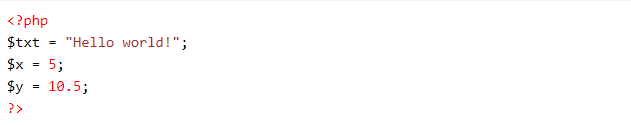 <?php
$txt = "Hello world!";
$x = 5;
$y = 10.5;
?>